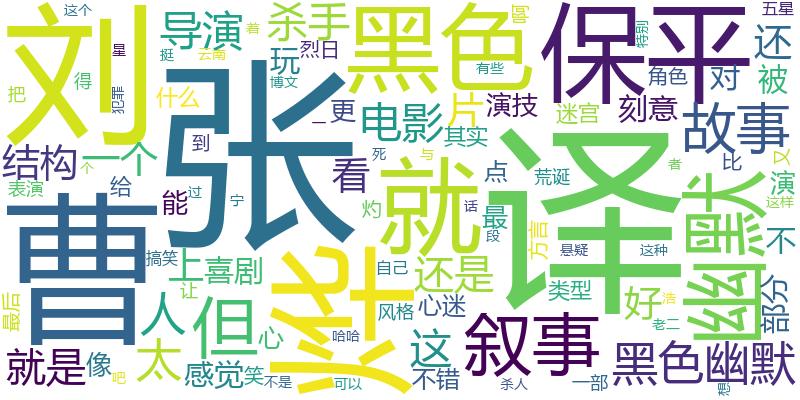 这个
星
挺
云南
着
刘
导演
杀手
黑色
啊
保平
五星
特别
还
把
得
犯罪
什么
玩
烈日
博文
有些
角色
对
被
张
到
一
更
电影
片
演技
迷宫
刻意
故事
结构
一个
个
看
其实
比
又
表演
给
能
过
宁
死
就
与
点
荒诞
译
者
演
曹
灼
话
最
段
幽默
这样
不
搞笑
上
喜剧
烨
自己
还是
方言
悬疑
这种
最后
人
让
但
心
风格
心迷
类型
好
浩
老二
部分
就是
像
太
吧
感觉
笑
不是
哈哈
可以
这
不错
叙事
杀人
一部
黑色幽默
想